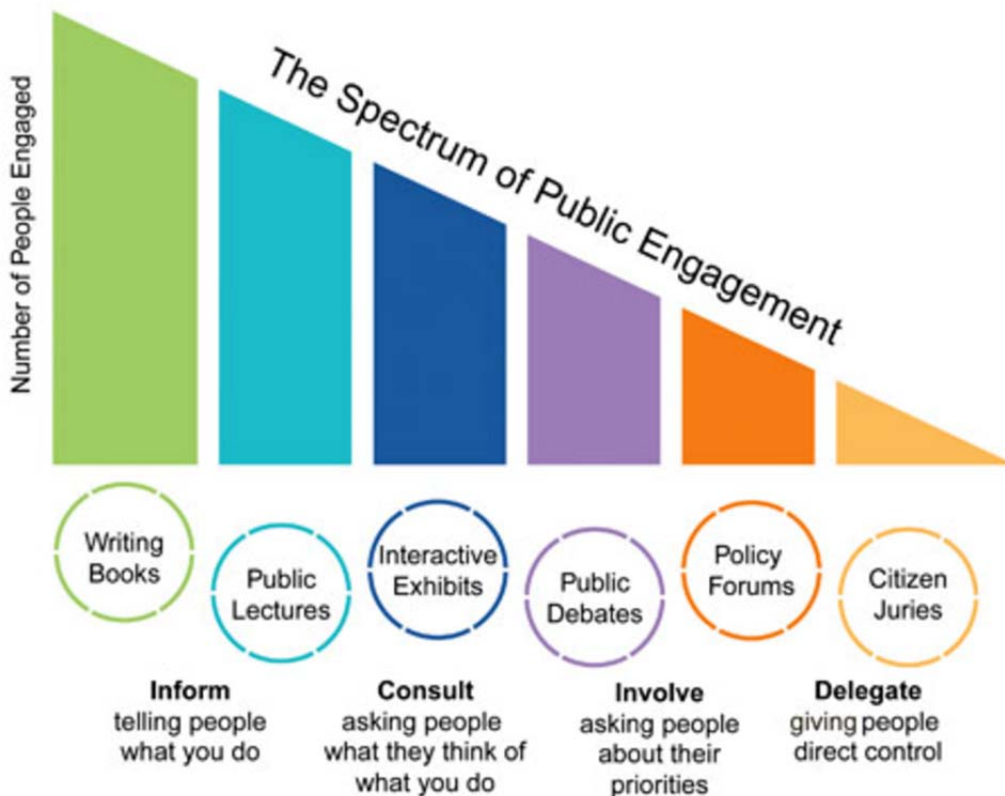 The Spectrum of Public Engagement
Number of People Engaged
Writing
Books
Public
Lectures
Interactive
Exhibits
Public
Debates
Policy
Forums
Citizen
Juries
Inform
telling people
what you do
Consult
asking people
what they think of
what you do
Involve
asking people
about their
priorities
Delegate
giving people
direct control